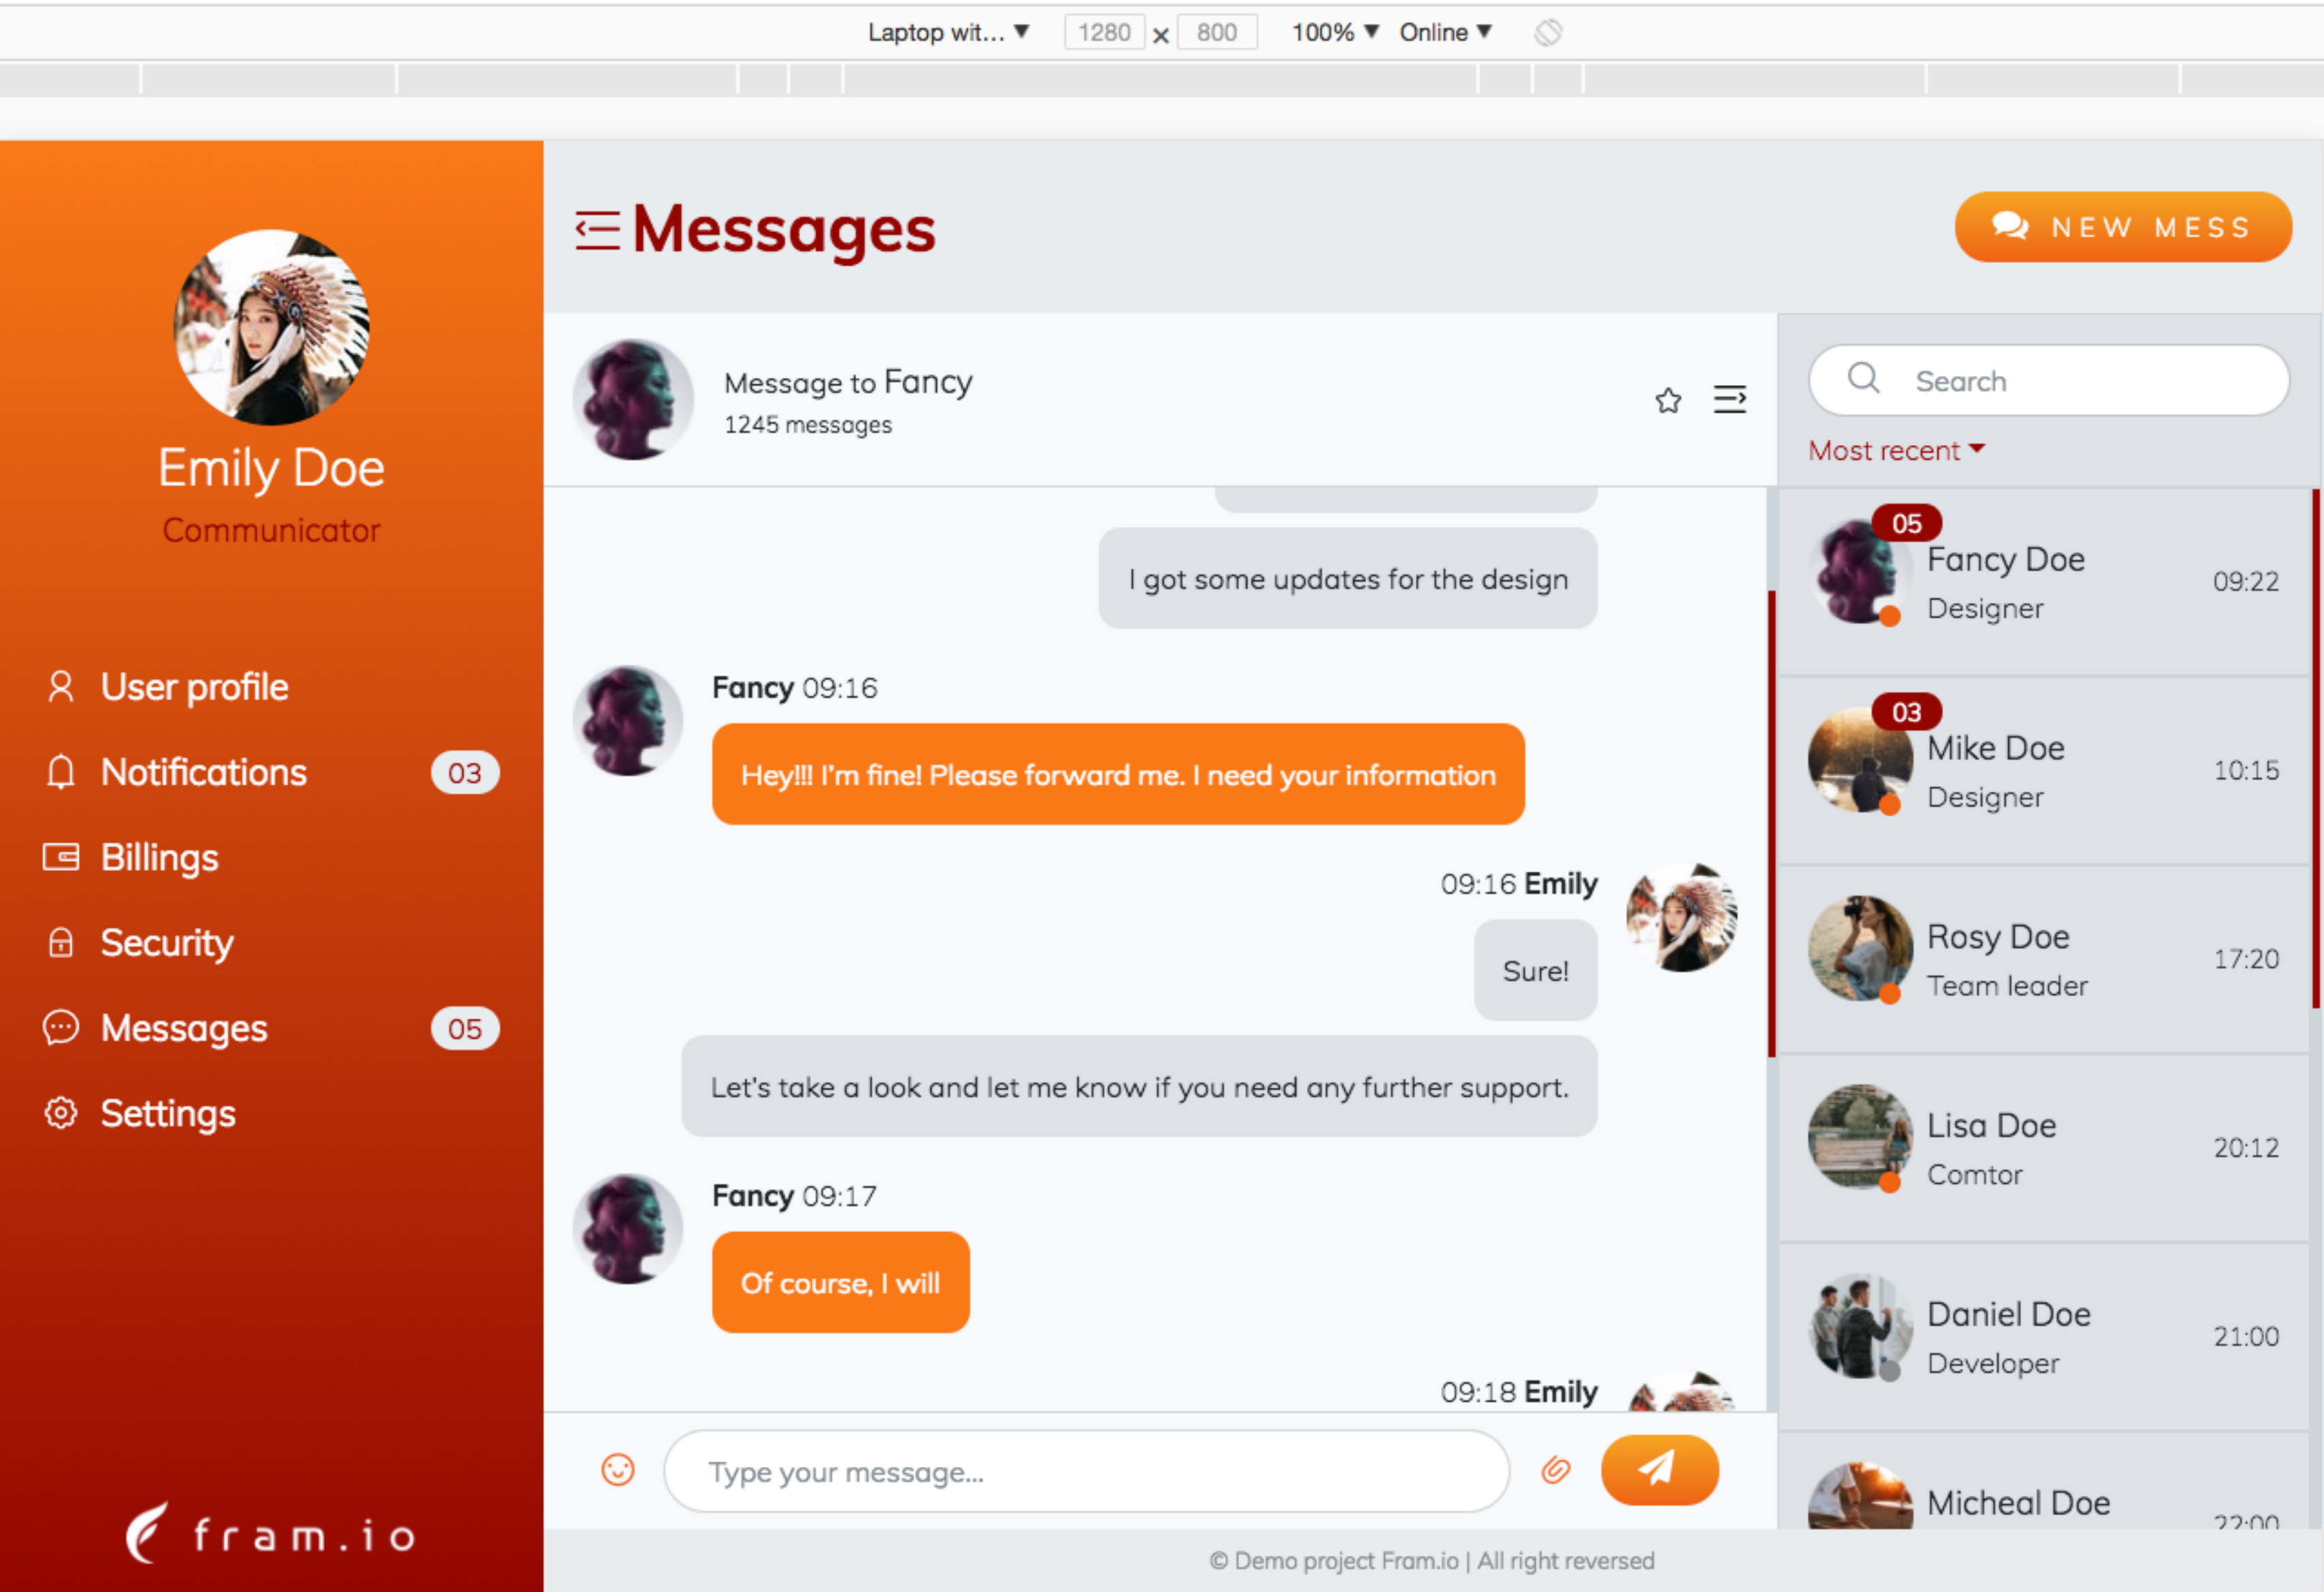 Laptop wit... ▼ 1280 × 800 100% ▼ Online ▼
Emily Doe
Communicator
User profile
Notifications 03
Billings
Security
Messages 05
Settings
fram.io
Messages
NEW MESS
Message to Fancy
1245 messages
I got some updates for the design
Fancy 09:16
Hey!!! I'm fine! Please forward me. I need your information
09:16 Emily
Sure!
Let's take a look and let me know if you need any further support.
Fancy 09:17
Of course, I will
09:18 Emily
Type your message...
Search
Most recent
05
Fancy Doe
Designer
09:22
03
Mike Doe
Designer
10:15
Rosy Doe
Team leader
17:20
Lisa Doe
Comtor
20:12
Daniel Doe
Developer
21:00
Micheal Doe
22:00
© Demo project Fram.io | All right reversed